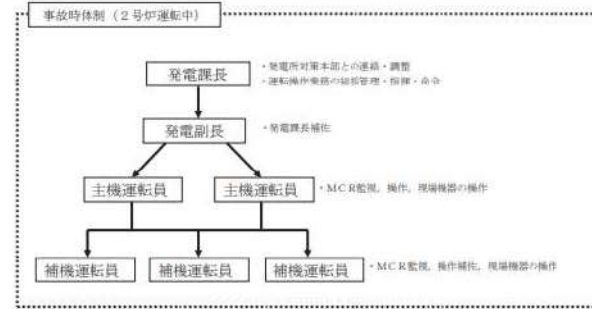 事故時体制（２号炉運転中）
発電課長
・発電所対策本部との連絡・調整
・運転操作業務の統括管理・指揮・命令
発電副長
・発電課長補佐
主機運転員 主機運転員
・ＭＣＲ監視，操作，現場機器の操作
補機運転員 補機運転員 補機運転員
・ＭＣＲ監視，操作補佐，現場機器の操作